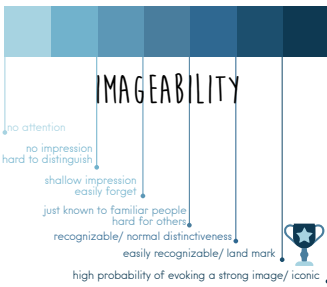 IMAGEABILITY
no attention
no impression
hard to distinguish
shallow impression
easily forget
just known to familiar people
hard for others
recognizable/ normal distinctiveness
easily recognizable/ land mark
high probability of evoking a strong image/ iconic